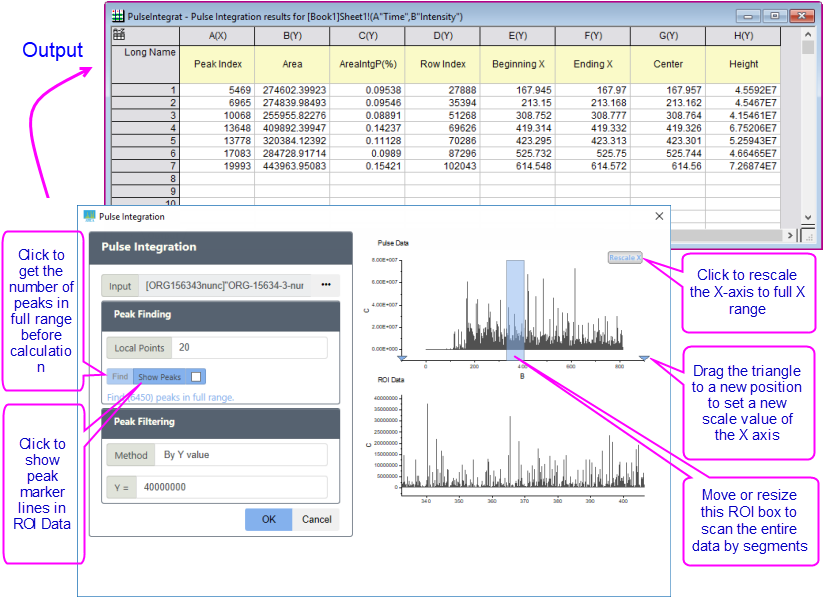 PulseIntegrat - Pulse Integration results for [Book1]Sheet1!(A"Time",B"Intensity")
A(X) B(Y) C(Y) D(Y) E(Y) F(Y) G(Y) H(Y)
Long Name Peak Index Area AreaIntgP(%) Row Index Beginning X Ending X Center Height
1 5469 274602.39923 0.09538 27888 167.945 167.97 167.957 4.5592E7
2 6965 274839.98493 0.09546 35394 213.15 213.168 213.162 4.5467E7
3 10068 255955.82276 0.08891 51268 308.752 308.777 308.764 4.15461E7
4 13648 409892.39947 0.14237 69626 419.314 419.332 419.326 6.75206E7
5 13778 320384.12392 0.11128 70286 423.295 423.313 423.301 5.25943E7
6 17083 284728.91714 0.0989 87296 525.732 525.75 525.744 4.66465E7
7 19993 443963.95083 0.15421 102043 614.548 614.572 614.56 7.26874E7
8
9
10
Output
Pulse Integration
Pulse Integration
Input [ORG156343nunc]"ORG-15634-3-nur ...
Peak Finding
Local Points 20
Find Show Peaks
Find (6450) peaks in full range.
Peak Filtering
Method By Y value
Y = 40000000
OK Cancel
Pulse Data
Rescale X
8.00E+007
6.00E+007
4.00E+007
2.00E+007
0.00E+000
C
0 200 400 600 800
B
ROI Data
40000000
35000000
30000000
25000000
20000000
15000000
10000000
5000000
0
C
340 350 360 370 380 390 400
Click to
get the
number of
peaks in
full range
before
calculatio
n
Click to
show
peak
marker
lines in
ROI Data
Click to rescale
the X-axis to full X
range
Drag the triangle
to a new position
to set a new
scale value of
the X axis
Move or resize
this ROI box to
scan the entire
data by segments